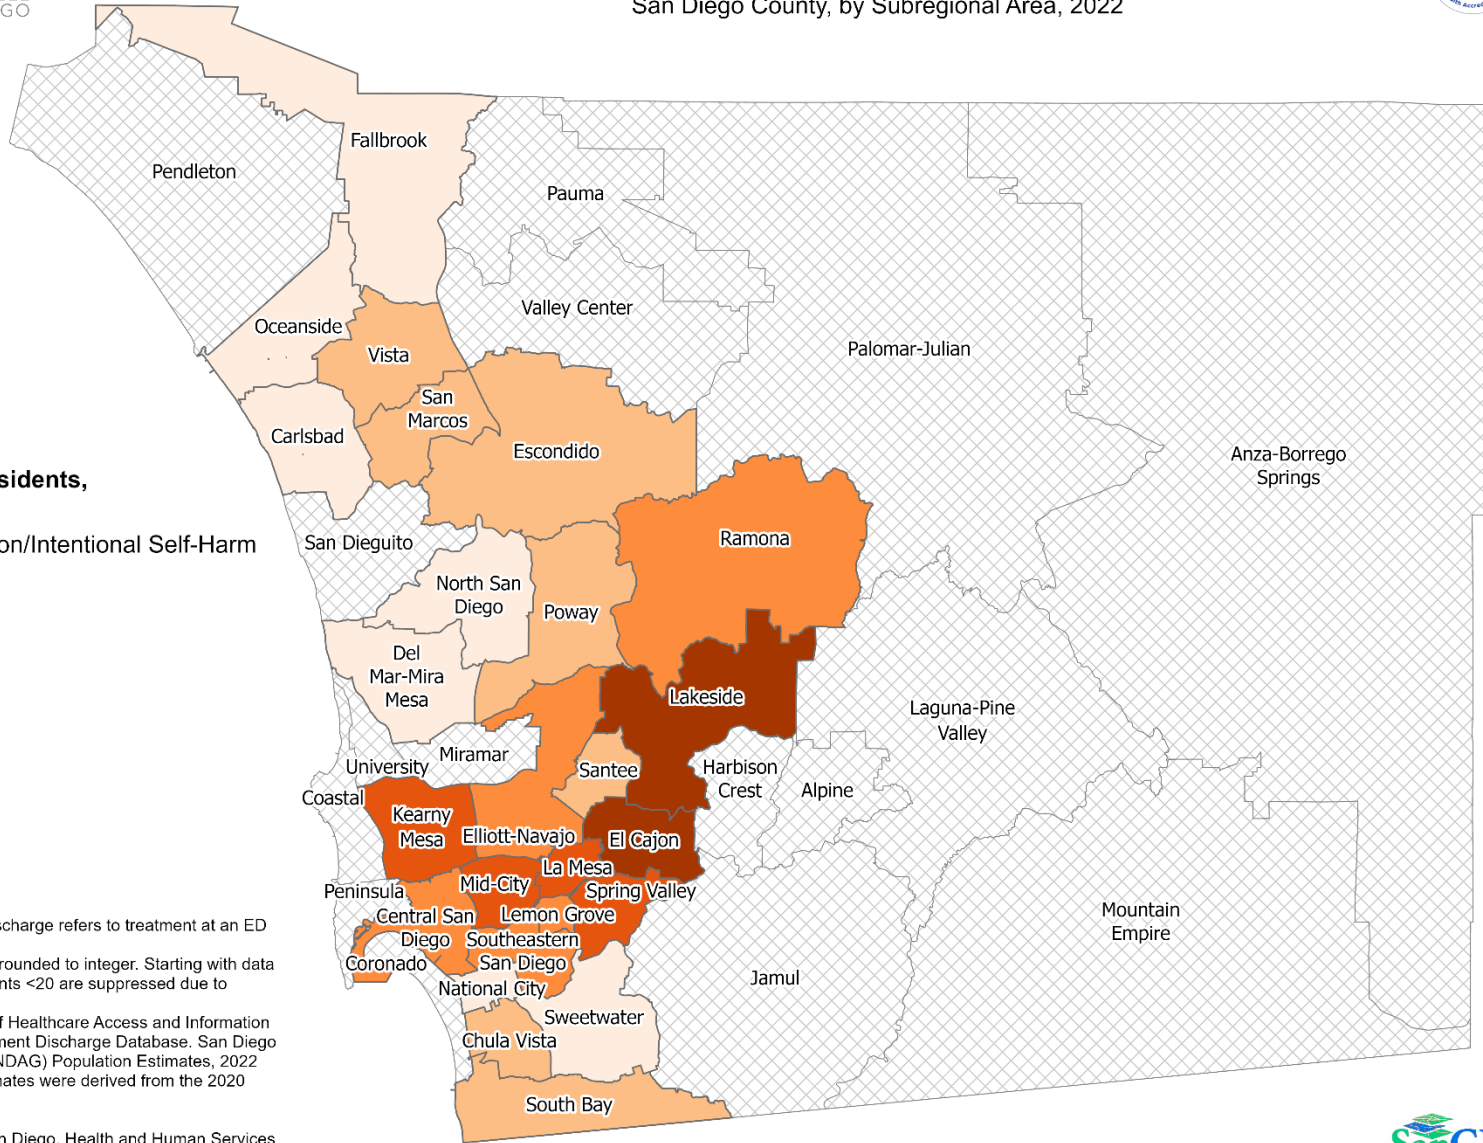 GO
San Diego County, by Subregional Area, 2022
Fallbrook
Pendleton
Pauma
Valley Center
Oceanside
Vista
Palomar-Julian
San
Marcos
Carlsbad
Escondido
Anza-Borrego
Springs
sidents,
San Dieguito
Ramona
on/Intentional Self-Harm
North San
Diego
Poway
Del
Mar-Mira
Mesa
Lakeside
Laguna-Pine
Valley
Miramar
University
Santee
Harbison
Crest
Alpine
Coastal
Kearny
Mesa
Elliott-Navajo
El Cajon
La Mesa
Mid-City
Spring Valley
Peninsula
Central San
Diego
Lemon Grove
Mountain
Empire
Southeastern
San Diego
Coronado
Jamul
National City
Sweetwater
Chula Vista
South Bay
scharge refers to treatment at an ED
rounded to integer. Starting with data
nts <20 are suppressed due to
f Healthcare Access and Information
ment Discharge Database. San Diego
NDAG) Population Estimates, 2022
mates were derived from the 2020
n Diego, Health and Human Services